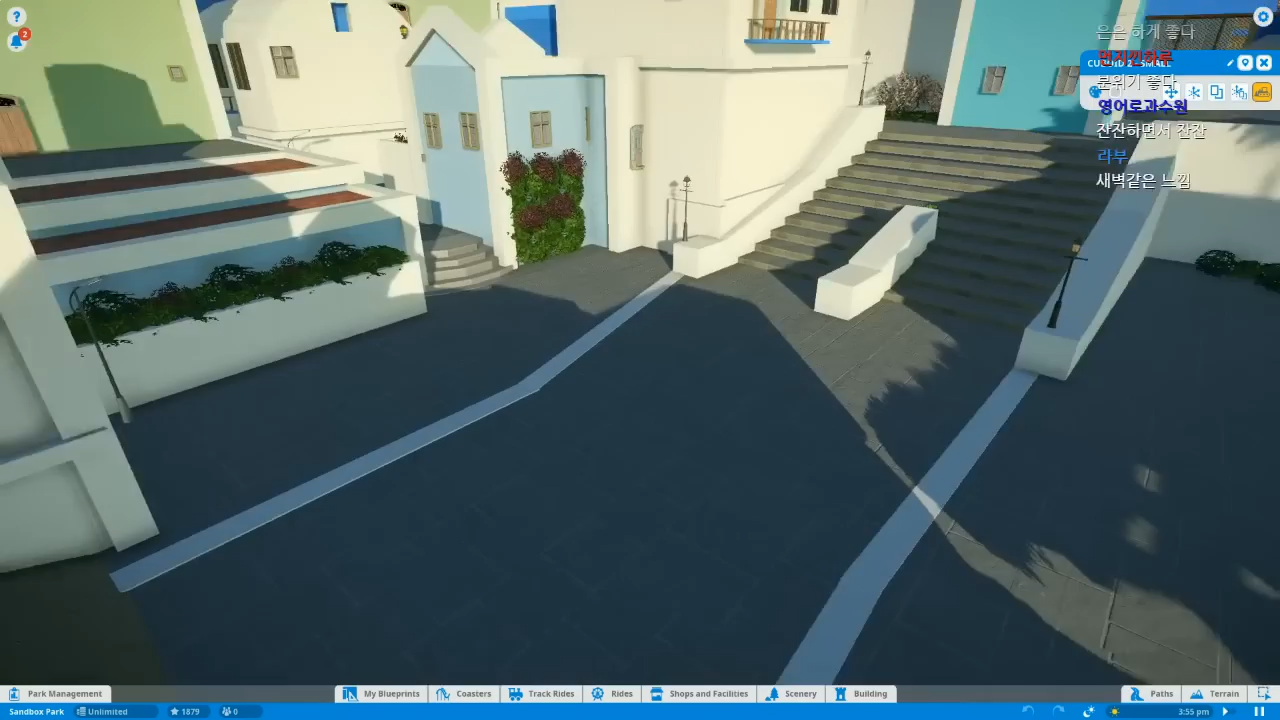 ?
2
은은 하게 좋다
먼지낀하루
분위기 좋다
영어로과수원
잔잔하면서 잔잔
라부
새벽같은 느낌
Park Management
My Blueprints
Coasters
Track Rides
Rides
Shops and Facilities
Scenery
Building
Paths
Terrain
Sandbox Park
Unlimited
1879
0
3:55 pm